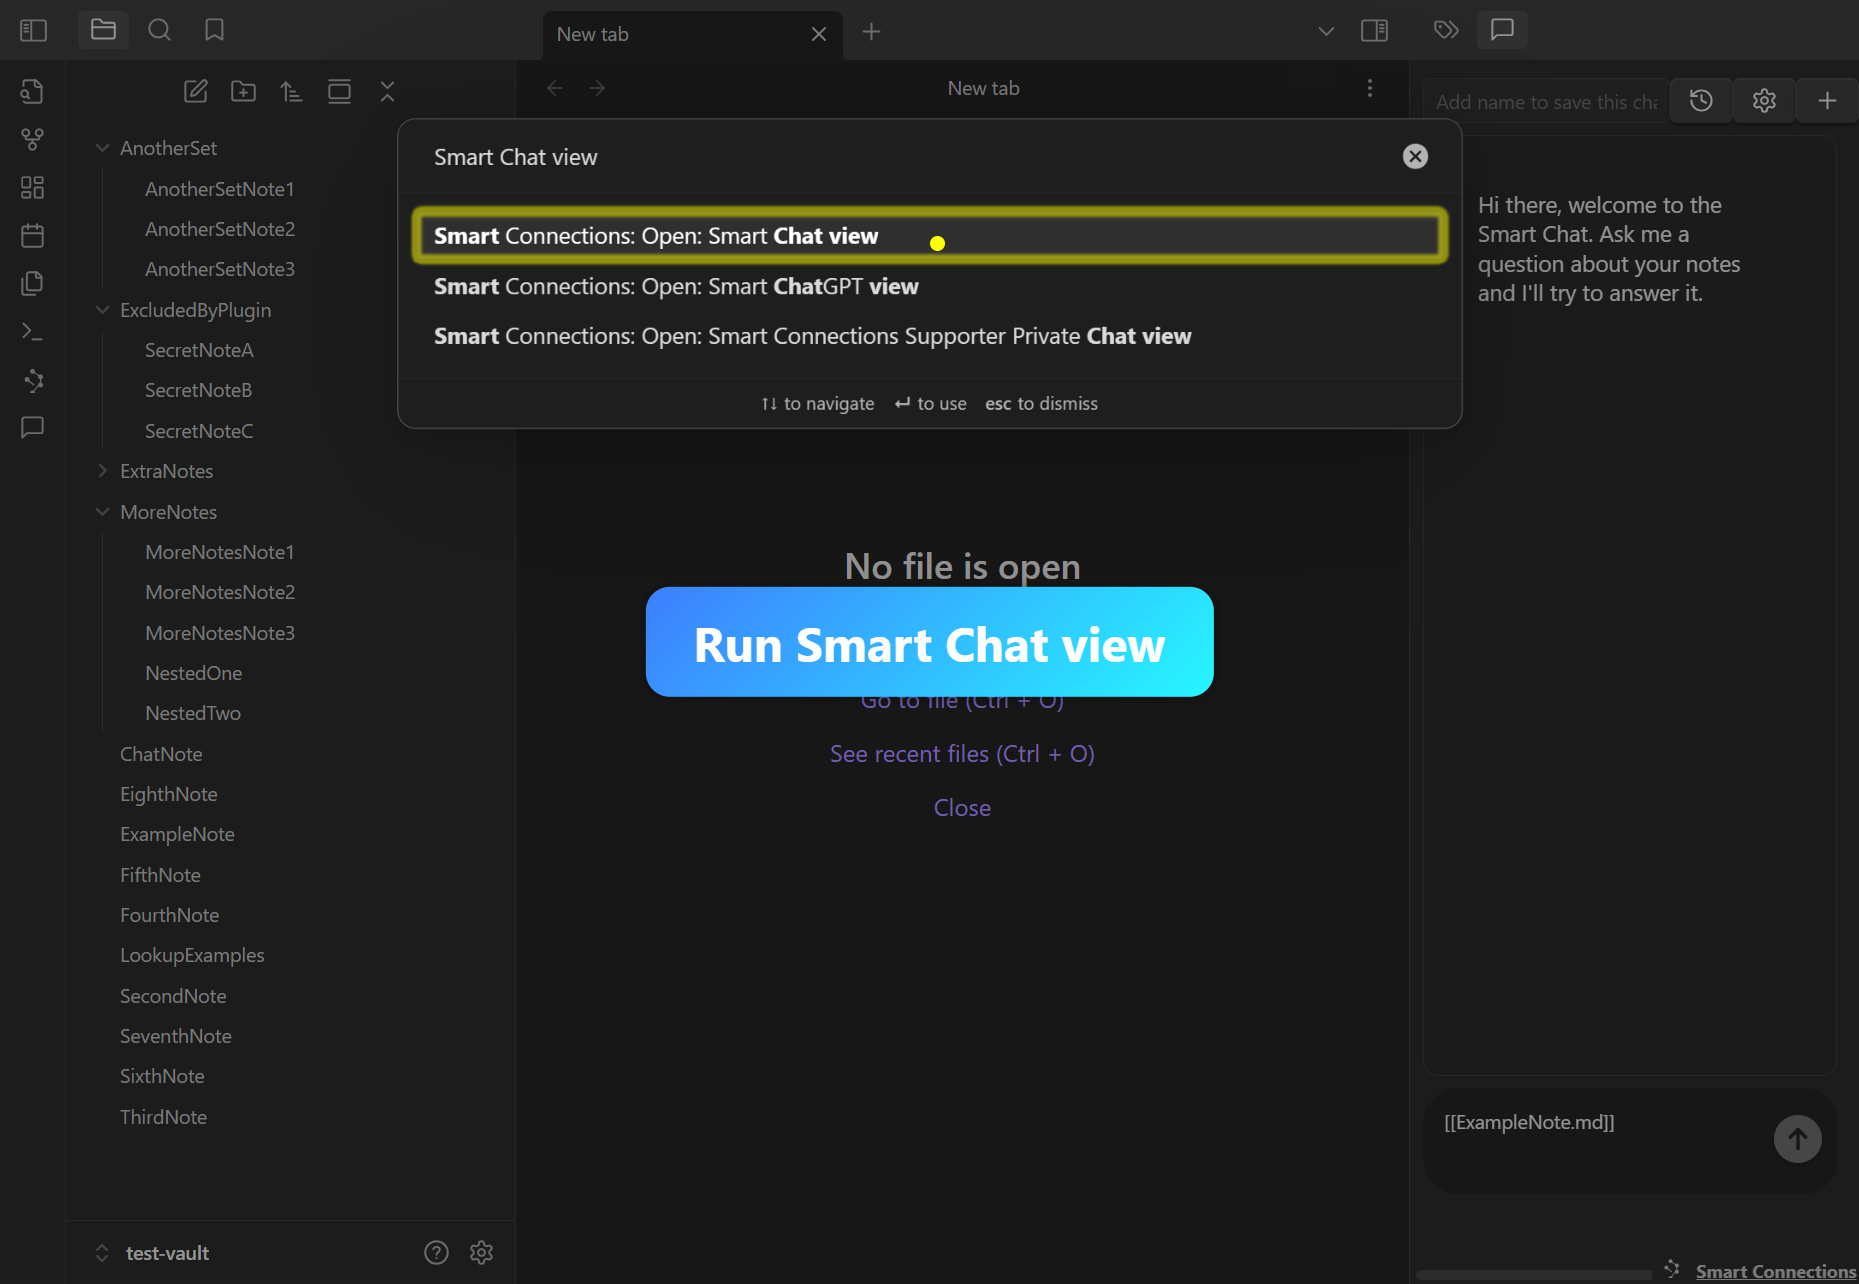 New tab
New tab
Add name to save this cha
AnotherSet
AnotherSetNote1
AnotherSetNote2
AnotherSetNote3
ExcludedByPlugin
SecretNoteA
SecretNoteB
SecretNoteC
ExtraNotes
MoreNotes
MoreNotesNote1
MoreNotesNote2
MoreNotesNote3
NestedOne
NestedTwo
ChatNote
EighthNote
ExampleNote
FifthNote
FourthNote
LookupExamples
SecondNote
SeventhNote
SixthNote
ThirdNote
test-vault
Smart Chat view
Smart Connections: Open: Smart Chat view
Smart Connections: Open: Smart ChatGPT view
Smart Connections: Open: Smart Connections Supporter Private Chat view
↑↓ to navigate ↵ to use esc to dismiss
No file is open
Run Smart Chat view
Go to file (Ctrl + O)
See recent files (Ctrl + O)
Close
Hi there, welcome to the
Smart Chat. Ask me a
question about your notes
and I'll try to answer it.
[[ExampleNote.md]]
Smart Connections